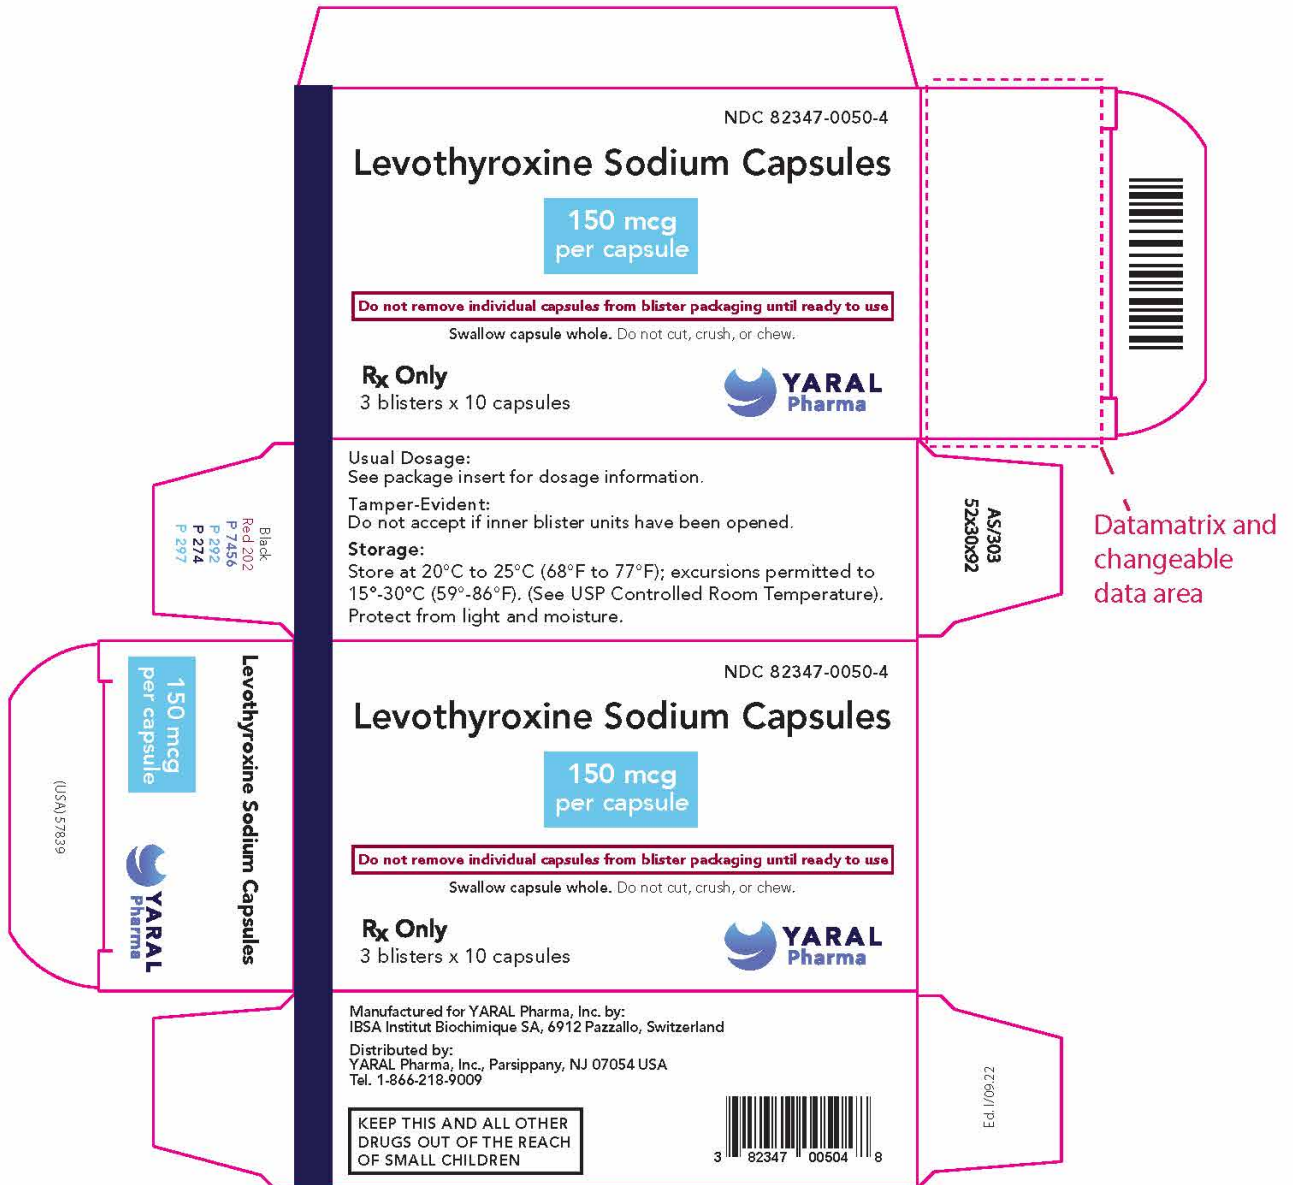 NDC 82347-0050-4
Levothyroxine Sodium Capsules
150 mcg
per capsule
Do not remove individual capsules from blister packaging until ready to use
Swallow capsule whole. Do not cut, crush, or chew.
Rx Only
3 blisters x 10 capsules
YARAL
Pharma
Usual Dosage:
See package insert for dosage information.
Tamper-Evident:
Do not accept if inner blister units have been opened.
Storage:
Store at 20°C to 25°C (68°F to 77°F); excursions permitted to
15°-30°C (59°-86°F). (See USP Controlled Room Temperature).
Protect from light and moisture.
Black
Red 202
P 7456
P 292
P 274
P 297
AS/303
52x30x92
Datamatrix and
changeable
data area
Levothyroxine Sodium Capsules
150 mcg
per capsule
YARAL
Pharma
(USA) 57839
NDC 82347-0050-4
Levothyroxine Sodium Capsules
150 mcg
per capsule
Do not remove individual capsules from blister packaging until ready to use
Swallow capsule whole. Do not cut, crush, or chew.
Rx Only
3 blisters x 10 capsules
YARAL
Pharma
Manufactured for YARAL Pharma, Inc. by:
IBSA Institut Biochimique SA, 6912 Pazzallo, Switzerland
Distributed by:
YARAL Pharma, Inc., Parsippany, NJ 07054 USA
Tel. 1-866-218-9009
KEEP THIS AND ALL OTHER
DRUGS OUT OF THE REACH
OF SMALL CHILDREN
3 82347 00504 8
Ed. I/09.22